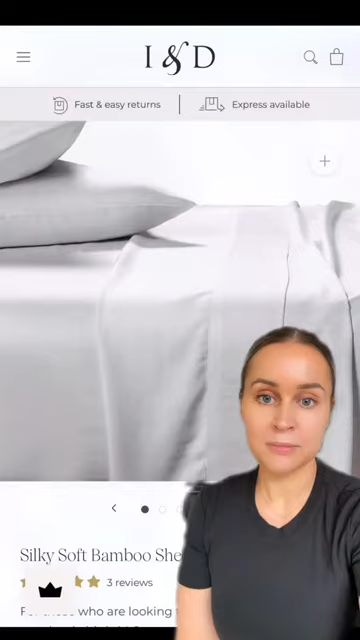 I & D
Fast & easy returns
Express available
Silky Soft Bamboo She
3 reviews
who are looking